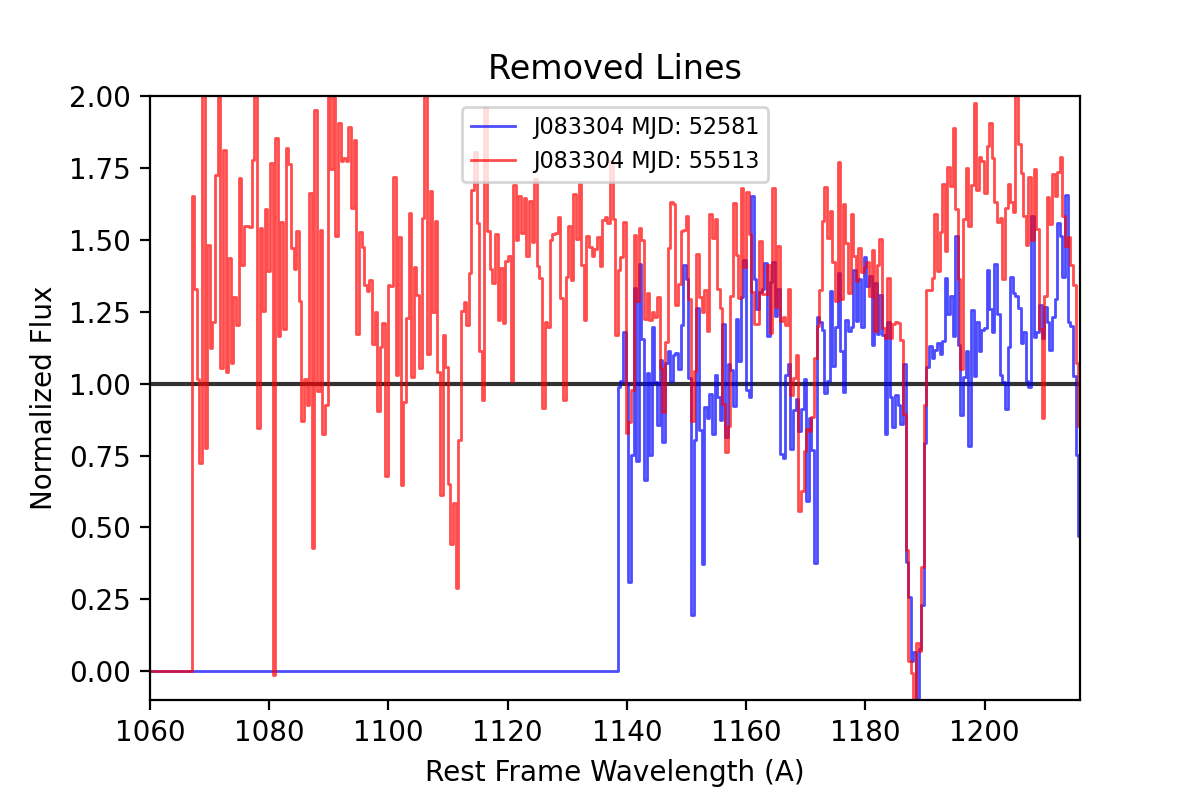 Removed Lines
J083304 MJD: 52581
J083304 MJD: 55513
Normalized Flux
2.00
1.75
1.50
1.25
1.00
0.75
0.50
0.25
0.00
1060 1080 1100 1120 1140 1160 1180 1200
Rest Frame Wavelength (A)